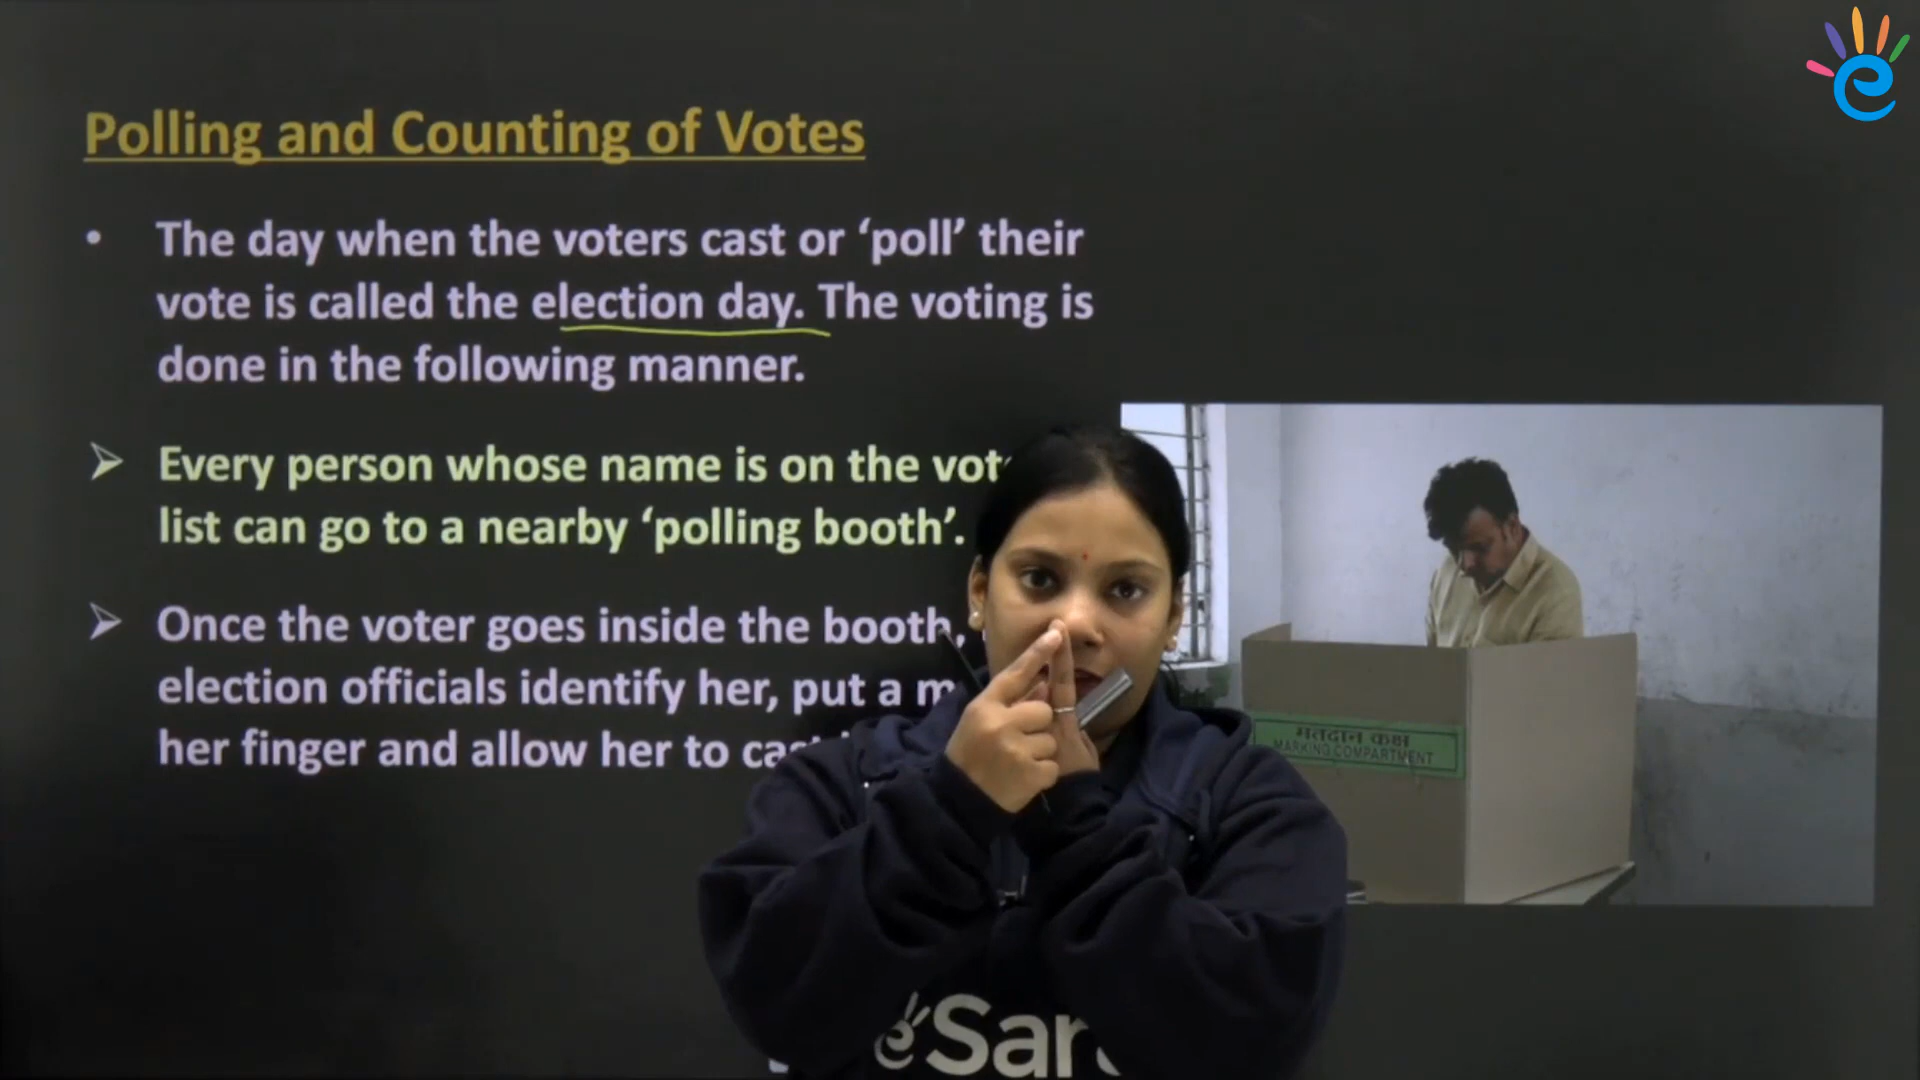 Polling and Counting of Votes
• The day when the voters cast or ‘poll’ their
vote is called the election day. The voting is
done in the following manner.
➢ Every person whose name is on the
list can go to a nearby ‘polling booth’.
➢ Once the voter goes inside the booth,
election officials identify her, put a
her finger and allow her to
मतदान कक्ष
MARKING COMPARTMENT
e